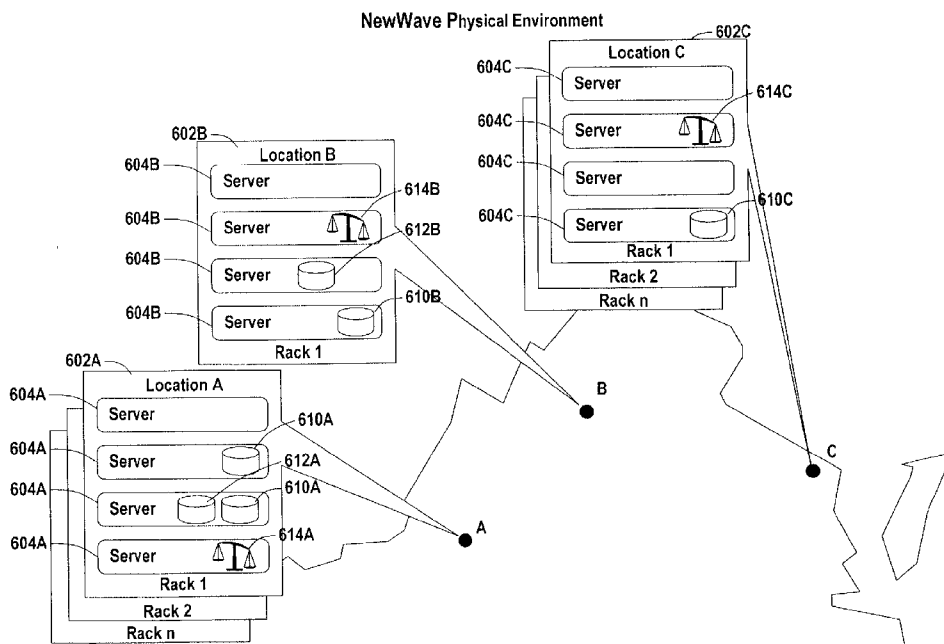 NewWave Physical Environment
602C
Location C
604C
Server
614C
604C
Server
604C
Server
610C
604C
Server
Rack 1
Rack 2
Rack n
602B
Location B
604B
Server
614B
604B
Server
612B
604B
Server
610B
604B
Server
Rack 1
602A
Location A
604A
Server
610A
604A
Server
612A
610A
604A
Server
614A
604A
Server
Rack 1
Rack 2
Rack n
A
B
C